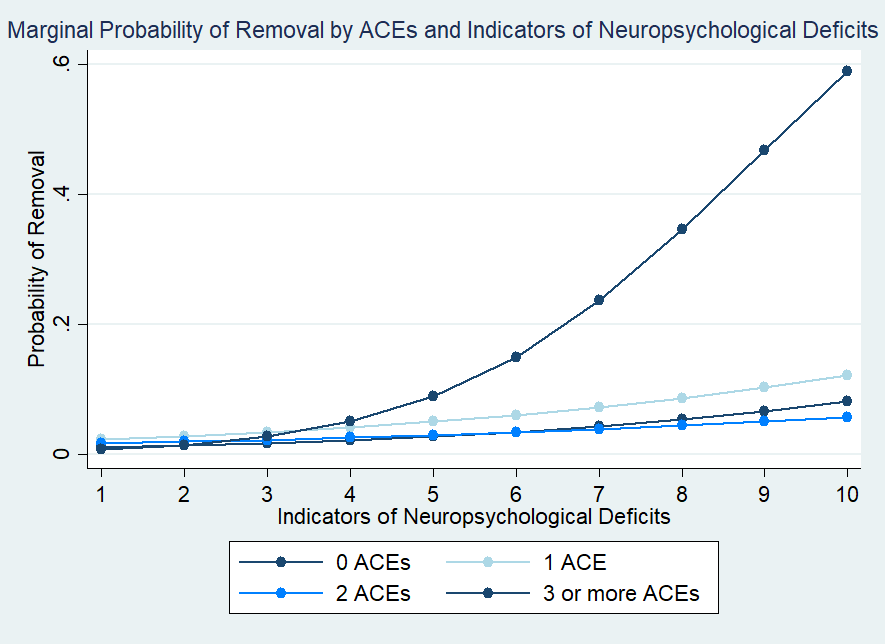 Marginal Probability of Removal by ACEs and Indicators of Neuropsychological Deficits
Probability of Removal
.6
.4
.2
0
1 2 3 4 5 6 7 8 9 10
Indicators of Neuropsychological Deficits
0 ACEs 1 ACE
2 ACEs 3 or more ACEs